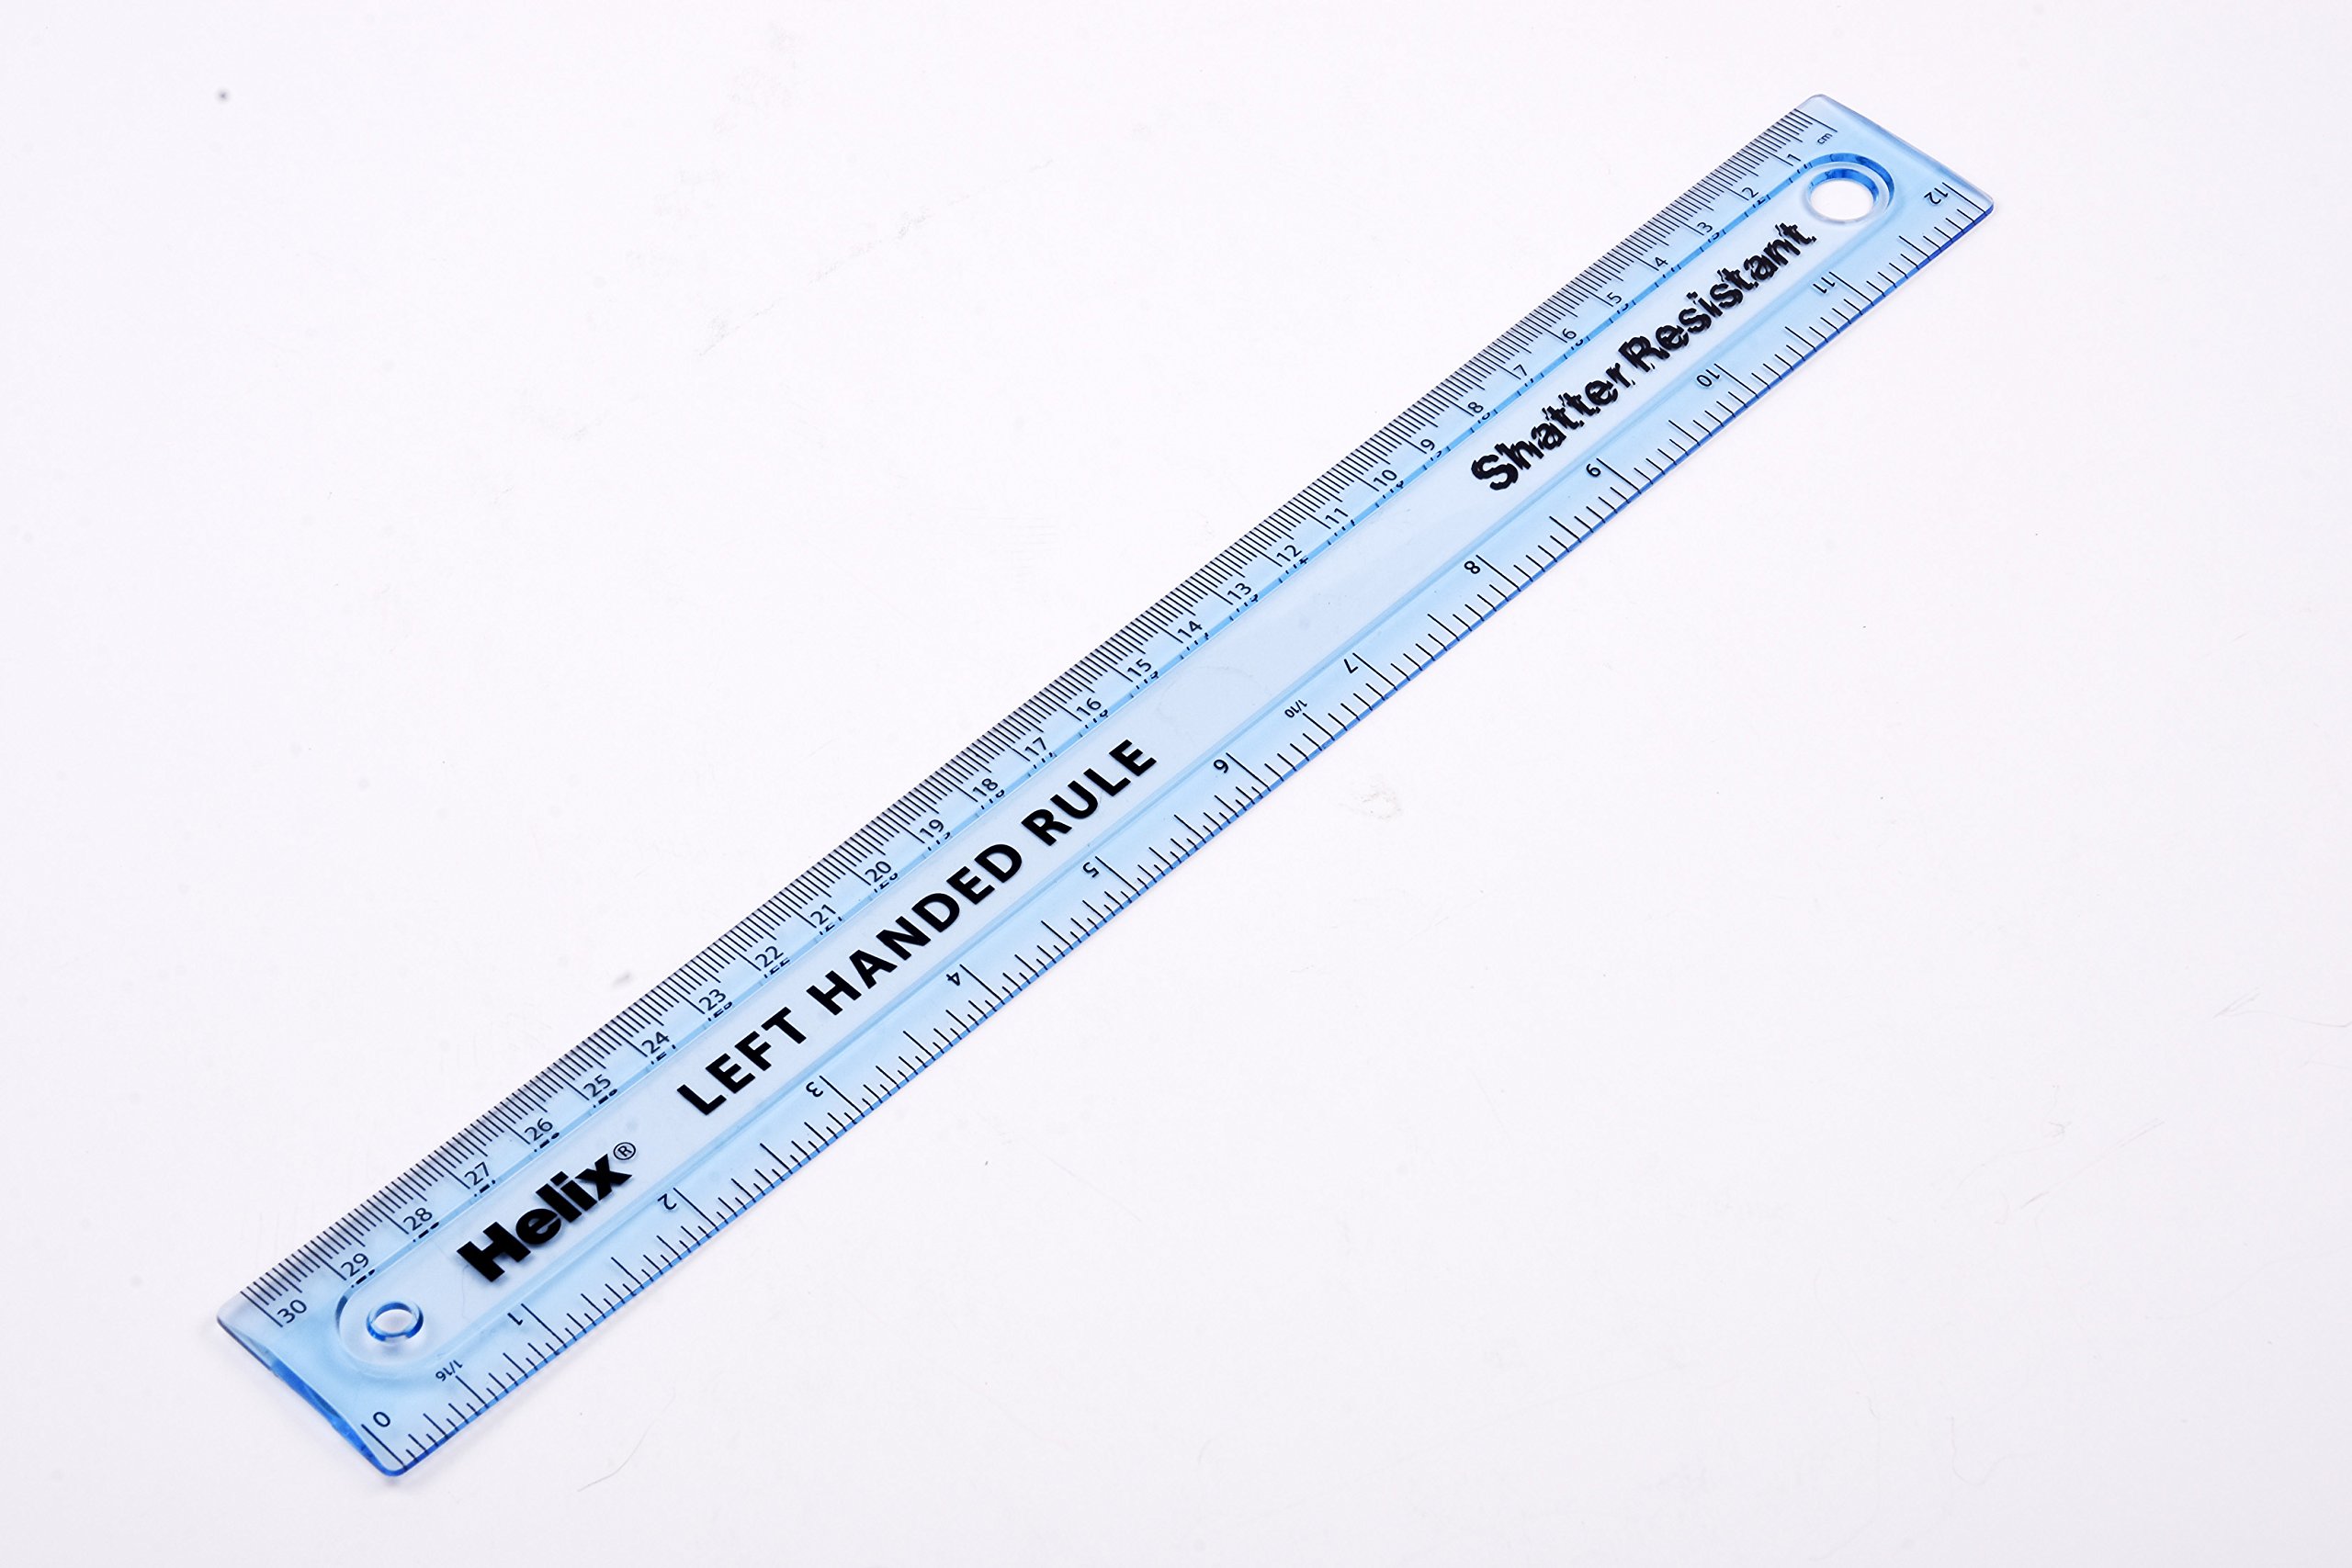 cm 1 2 3 4 5 6 7 8 9 10 11 12 13 14 15 16 17 18 19 20 21 22 23 24 25 26 27 28 29 30
Helix® LEFT HANDED RULE Shatter Resistant
0 1/16 1 2 3 4 5 6 1/10 7 8 9 10 11 12